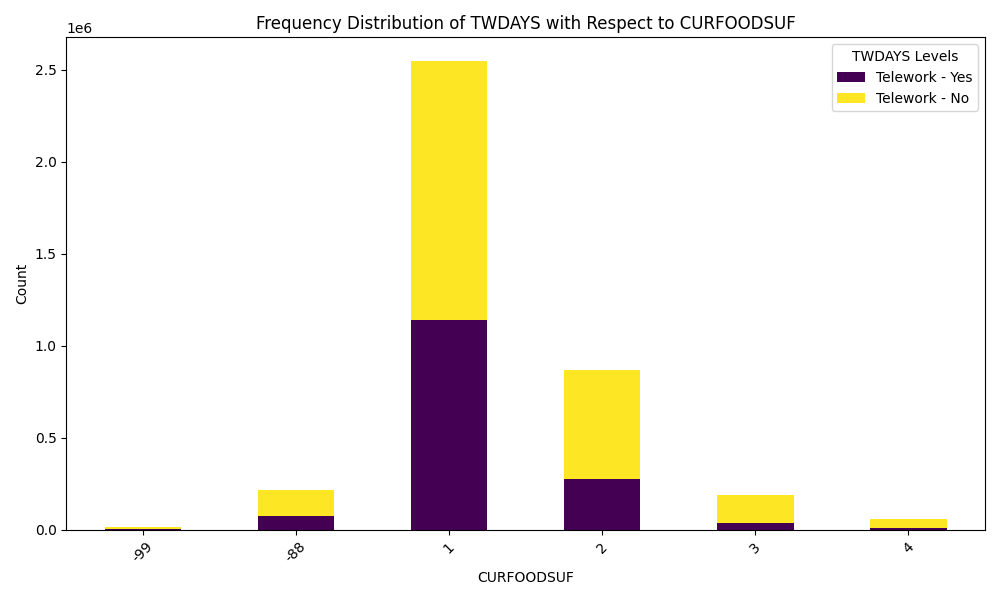 Frequency Distribution of TWDAYS with Respect to CURFOODSUF
1e6
TWDAYS Levels
Telework - Yes
Telework - No
2.5
2.0
1.5
1.0
0.5
0.0
Count
-99
-88
1
2
3
4
CURFOODSUF